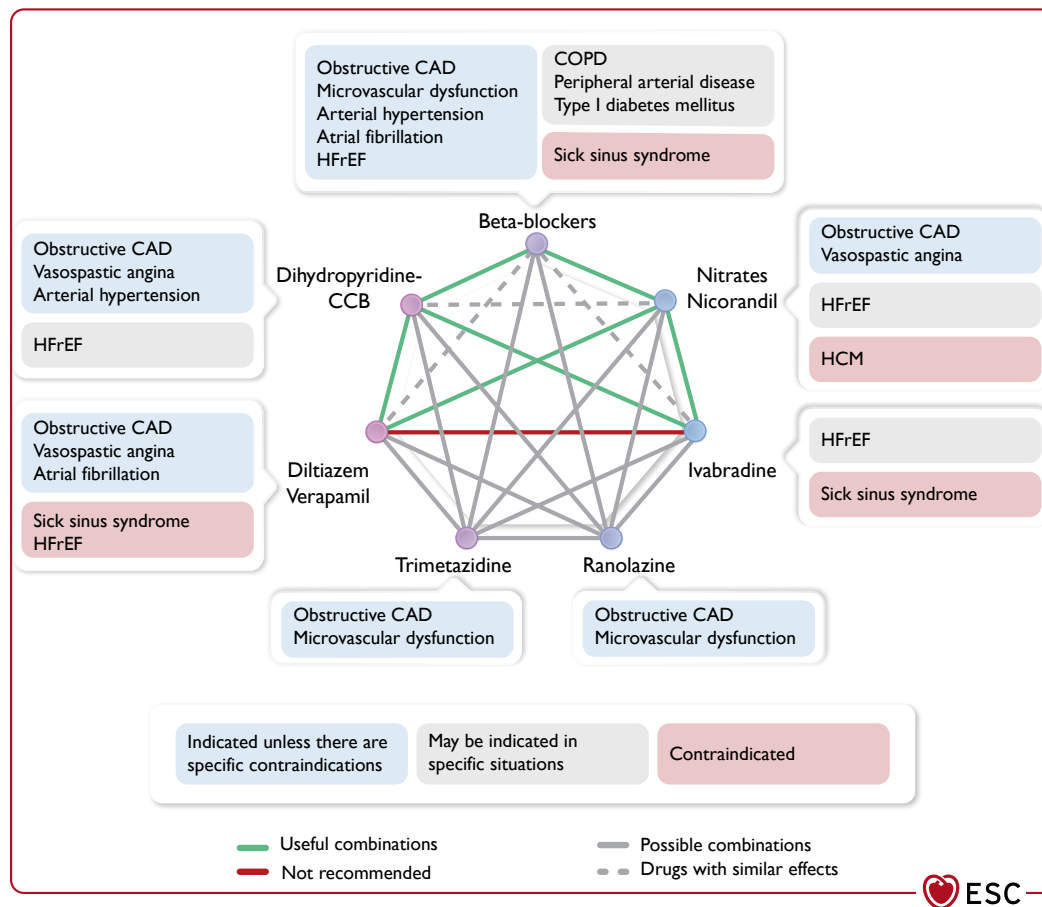 Obstructive CAD
Microvascular dysfunction
Arterial hypertension
Atrial fibrillation
HFrEF
COPD
Peripheral arterial disease
Type I diabetes mellitus
Sick sinus syndrome
Beta-blockers
Obstructive CAD
Vasospastic angina
Arterial hypertension
HFrEF
Dihydropyridine-
CCB
Nitrates
Nicorandil
Obstructive CAD
Vasospastic angina
HFrEF
HCM
Obstructive CAD
Vasospastic angina
Atrial fibrillation
Sick sinus syndrome
HFrEF
Diltiazem
Verapamil
Ivabradine
HFrEF
Sick sinus syndrome
Trimetazidine
Ranolazine
Obstructive CAD
Microvascular dysfunction
Obstructive CAD
Microvascular dysfunction
Indicated unless there are
specific contraindications
May be indicated in
specific situations
Contraindicated
Useful combinations
Not recommended
Possible combinations
Drugs with similar effects
ESC